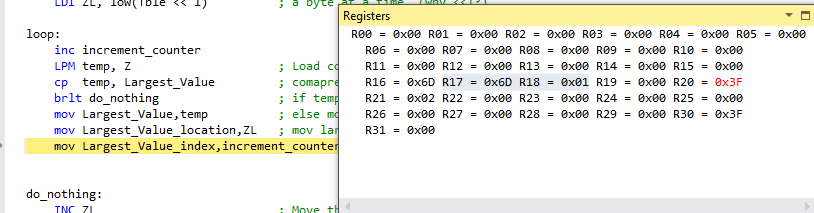 LDI ZL, low(Tble << 1) ; a byte at a time. (why <<1?)
loop:
inc increment_counter
LPM temp, Z ; Load co
cp temp, Largest_Value ; comapre
brlt do_nothing ; if temp
mov Largest_Value,temp ; else mo
mov Largest_Value_location,ZL ; mov lar
mov Largest_Value_index,increment_counter
do_nothing:
INC ZL ; Move th
Registers
R00 = 0x00 R01 = 0x00 R02 = 0x00 R03 = 0x00 R04 = 0x00 R05 = 0x00
R06 = 0x00 R07 = 0x00 R08 = 0x00 R09 = 0x00 R10 = 0x00
R11 = 0x00 R12 = 0x00 R13 = 0x00 R14 = 0x00 R15 = 0x00
R16 = 0x6D R17 = 0x6D R18 = 0x01 R19 = 0x00 R20 = 0x3F
R21 = 0x02 R22 = 0x00 R23 = 0x00 R24 = 0x00 R25 = 0x00
R26 = 0x00 R27 = 0x00 R28 = 0x00 R29 = 0x00 R30 = 0x3F
R31 = 0x00